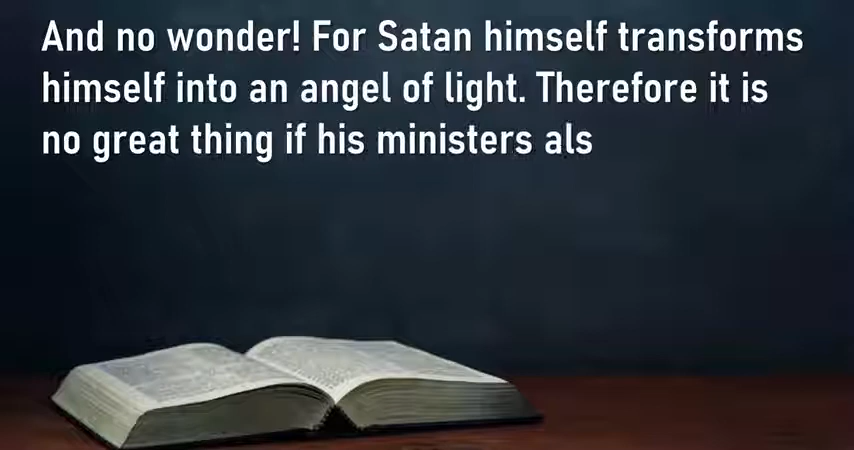 And no wonder! For Satan himself transforms
himself into an angel of light. Therefore it is
no great thing if his ministers als